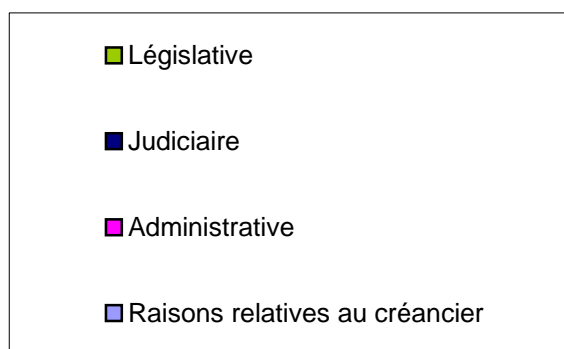 Législative
Judiciaire
Administrative
Raisons relatives au créancier